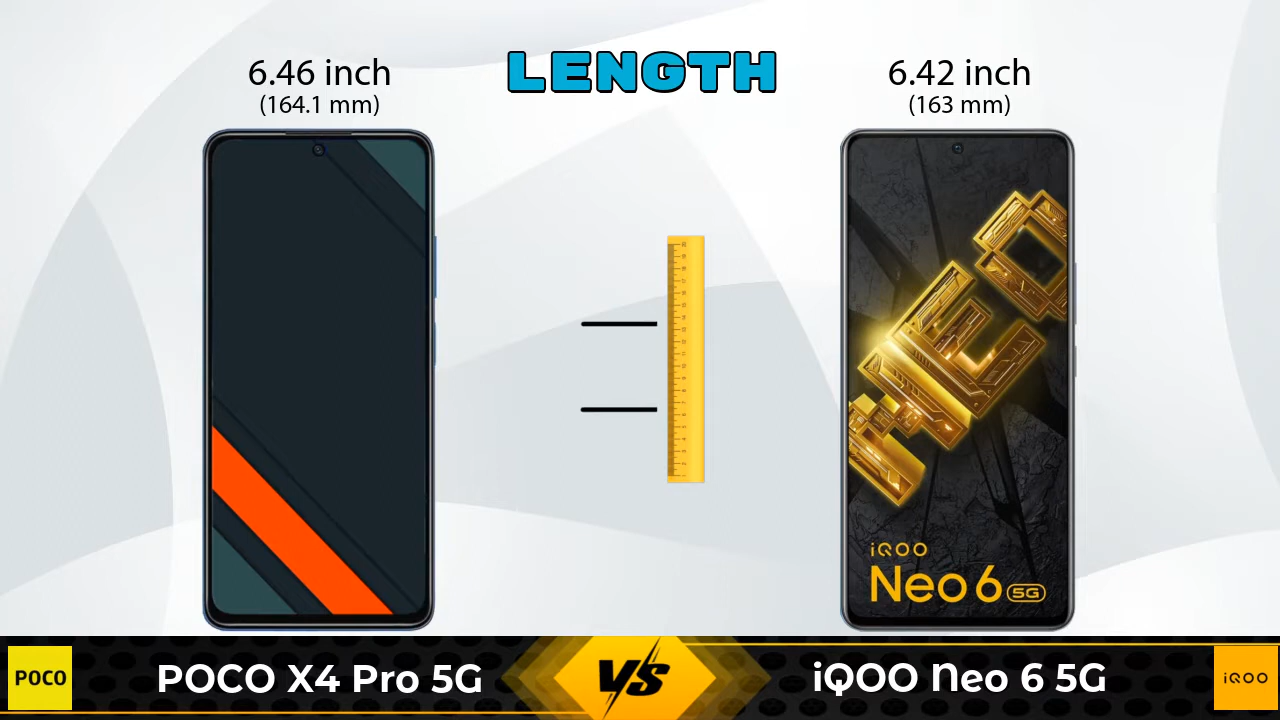 LENGTH
6.46 inch
(164.1 mm)
6.42 inch
(163 mm)
NEO
iQOO
Neo 6 5G
POCO
POCO X4 Pro 5G
VS
iQOO Neo 6 5G
iQOO